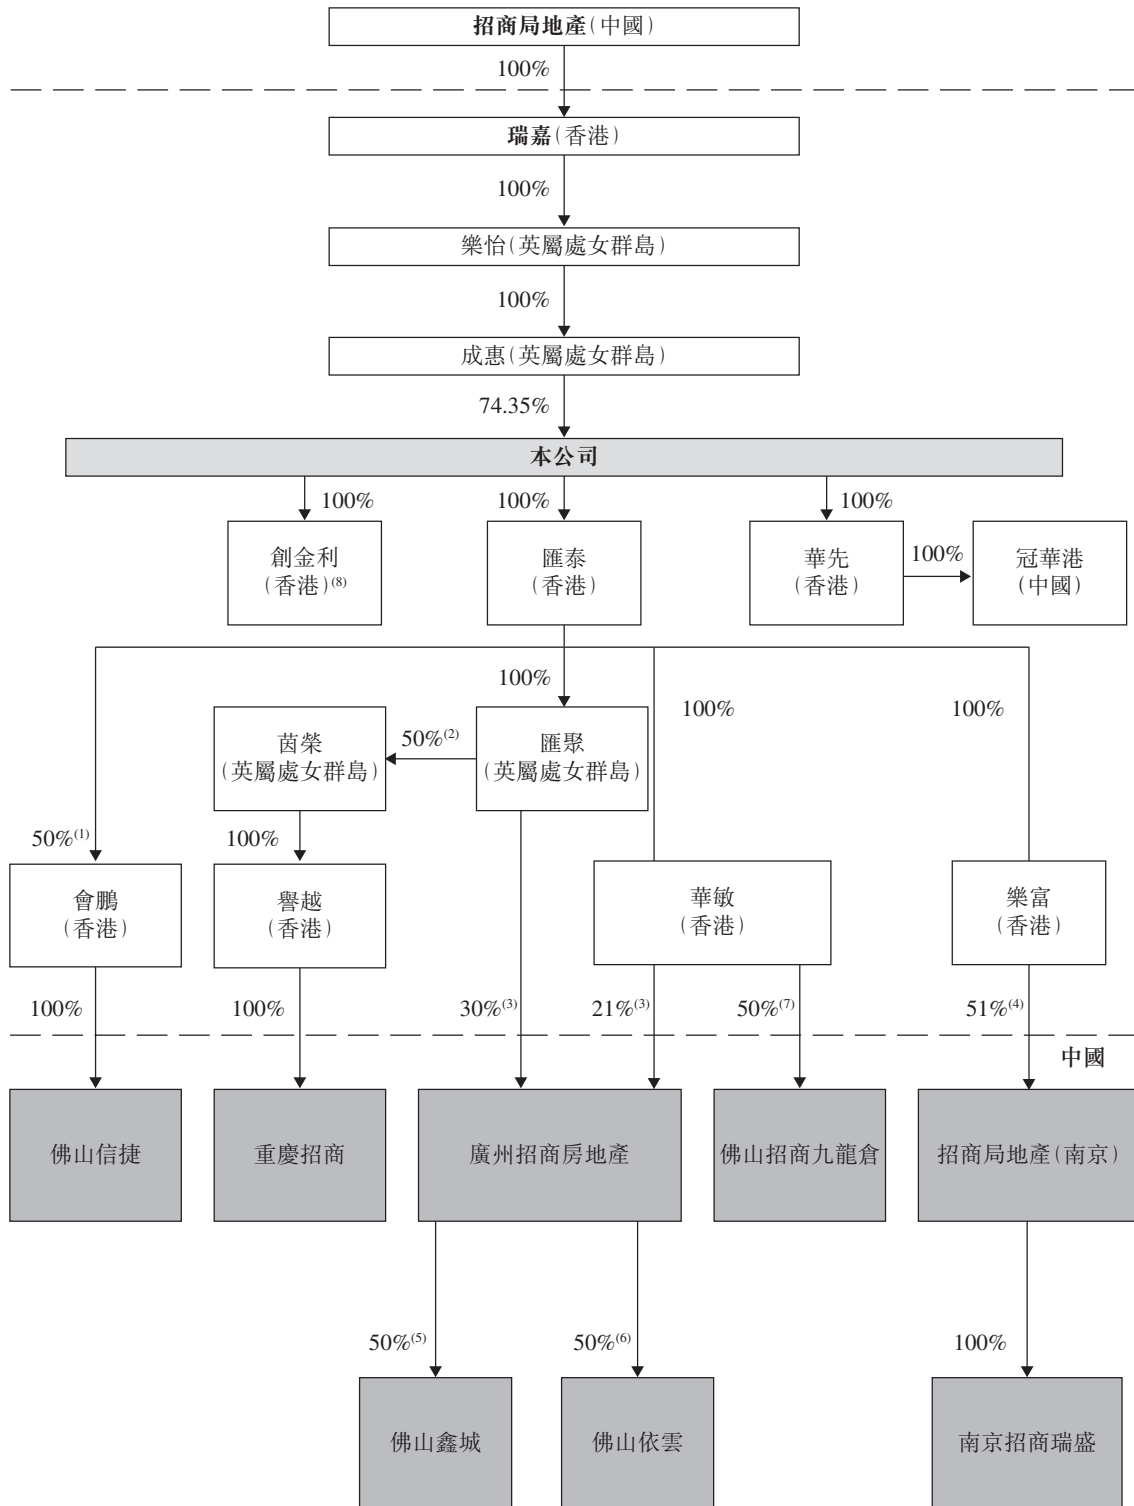 招商局地產(中國)
100%
瑞嘉(香港)
100%
樂怡(英屬處女群島)
100%
成惠(英屬處女群島)
74.35%
本公司
100%
100%
100%
創金利
(香港)(8)
匯泰
(香港)
華先
(香港)
100%
冠華港
(中國)
100%
100%
100%
茵榮
(英屬處女群島)
50%(2)
匯聚
(英屬處女群島)
50%(1)
100%
會鵬
(香港)
譽越
(香港)
華敏
(香港)
樂富
(香港)
100%
100%
30%(3)
21%(3)
50%(7)
51%(4)
中國
佛山信捷
重慶招商
廣州招商房地產
佛山招商九龍倉
招商局地產(南京)
50%(5)
50%(6)
100%
佛山鑫城
佛山依雲
南京招商瑞盛